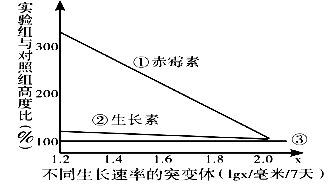 实验组与对照组高度比(%)
300
200
100
①赤霉素
②生长素
③
1.2 1.4 1.6 1.8 2.0 x
不同生长速率的突变体(lgx/毫米/7天)